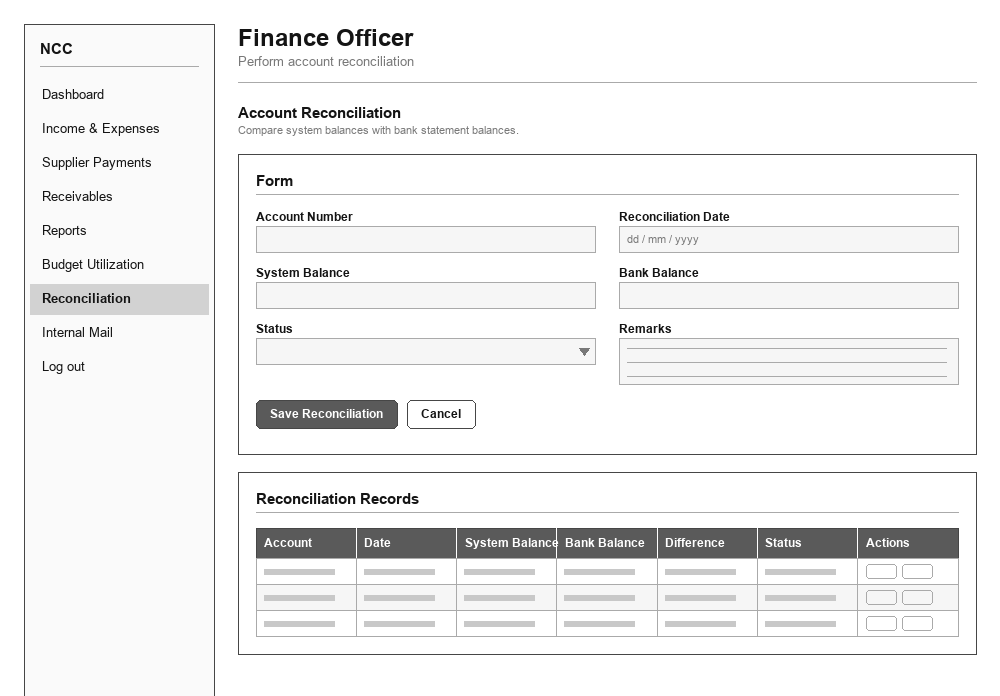 NCC
Dashboard
Income & Expenses
Supplier Payments
Receivables
Reports
Budget Utilization
Reconciliation
Internal Mail
Log out
Finance Officer
Perform account reconciliation
Account Reconciliation
Compare system balances with bank statement balances.
Form
Account Number
Reconciliation Date
dd / mm / yyyy
System Balance
Bank Balance
Status
Remarks
Save Reconciliation
Cancel
Reconciliation Records
Account Date System Balance Bank Balance Difference Status Actions